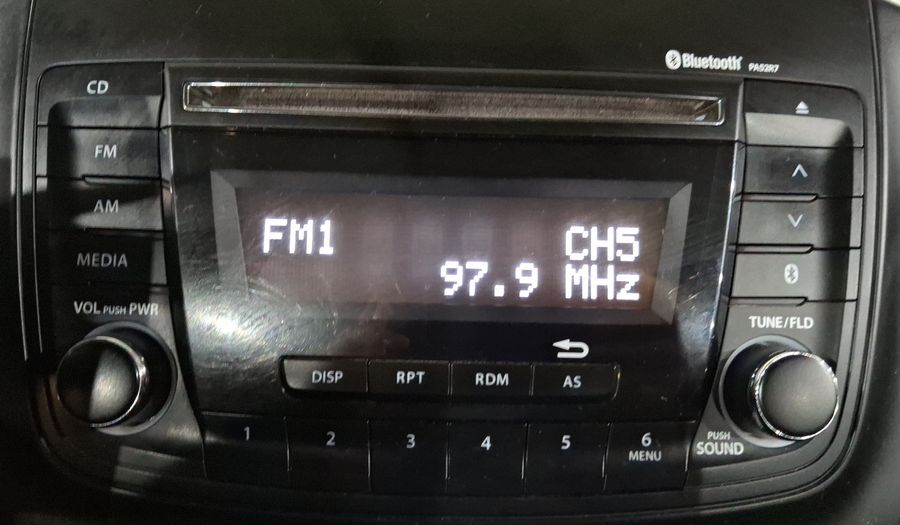 Bluetooth PA52R7
CD
FM
AM
MEDIA
VOL PUSH PWR
FM1 CH5
97.9 MHz
TUNE/FLD
DISP RPT RDM AS
1 2 3 4 5 6
MENU
PUSH
SOUND